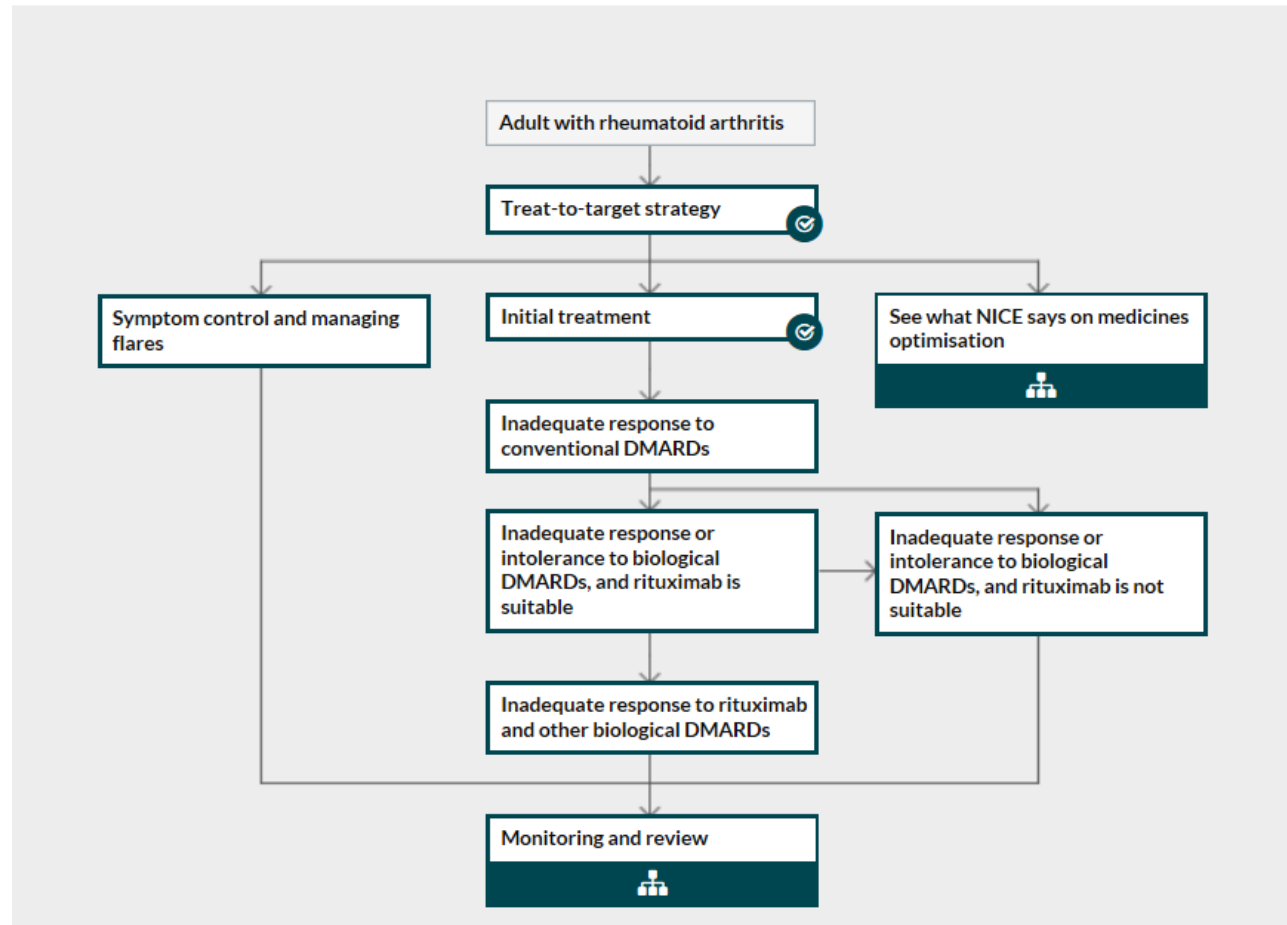 Adult with rheumatoid arthritis
Treat-to-target strategy
Symptom control and managing
flares
Initial treatment
See what NICE says on medicines
optimisation
Inadequate response to
conventional DMARDs
Inadequate response or
intolerance to biological
DMARDs, and rituximab is
suitable
Inadequate response or
intolerance to biological
DMARDs, and rituximab is not
suitable
Inadequate response to rituximab
and other biological DMARDs
Monitoring and review